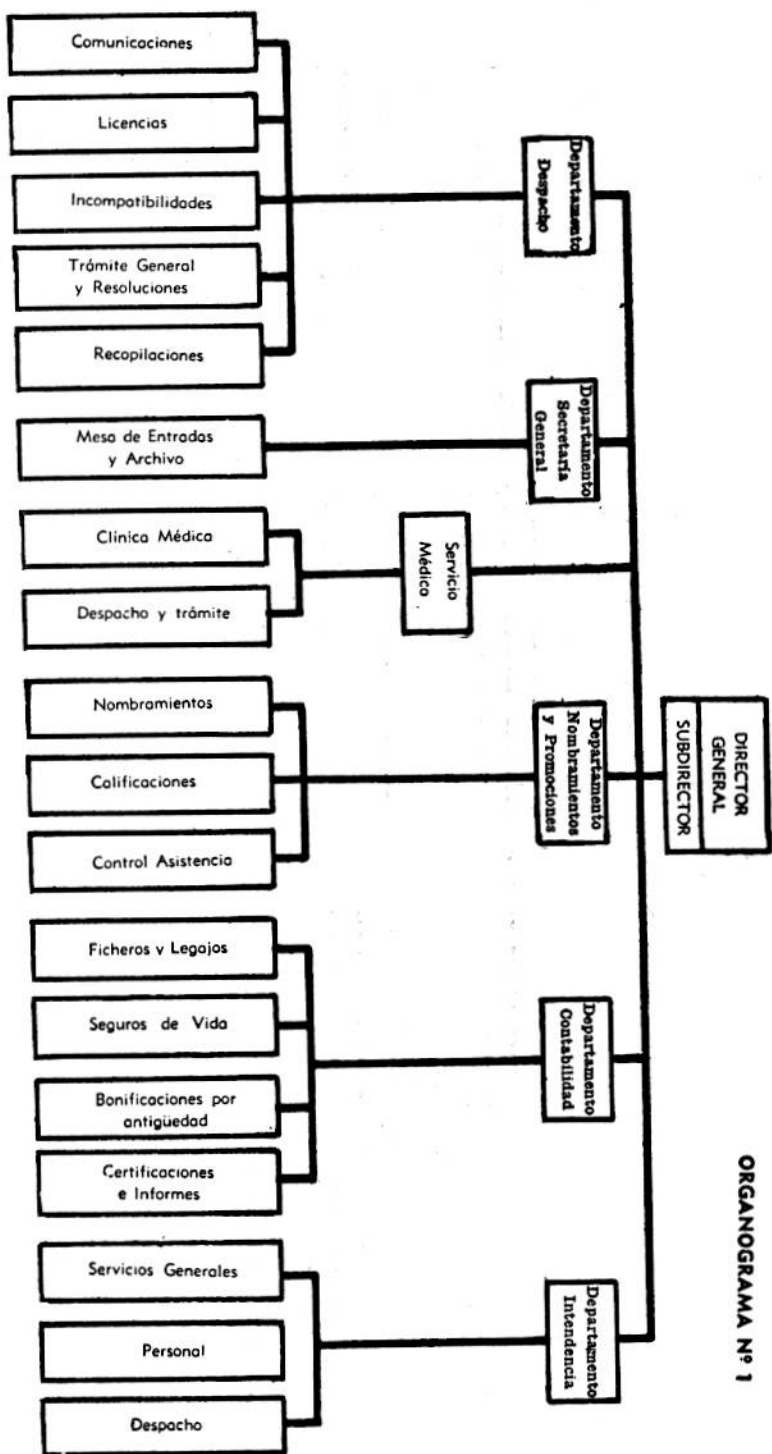 ORGANOGRAMA Nº 1
DIRECTOR
GENERAL
SUBDIRECTOR
Departamento
Despacho
Departamento
Secretaría
General
Servicio
Médico
Departamento
Nombramientos
y Promociones
Departamento
Contabilidad
Departamento
Intendencia
Comunicaciones
Licencias
Incompatibilidades
Trámite General
y Resoluciones
Recopilaciones
Mesa de Entradas
y Archivo
Clínica Médica
Despacho y trámite
Nombramientos
Calificaciones
Control Asistencia
Ficheros y Legajos
Seguros de Vida
Bonificaciones por
antigüedad
Certificaciones
e Informes
Servicios Generales
Personal
Despacho